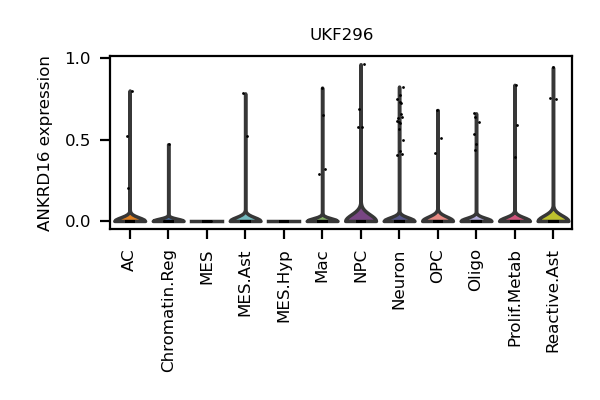 UKF296
ANKRD16 expression
1.0
0.5
0.0
AC
Chromatin.Reg
MES
MES.Ast
MES.Hyp
Mac
NPC
Neuron
OPC
Oligo
Prolif.Metab
Reactive.Ast